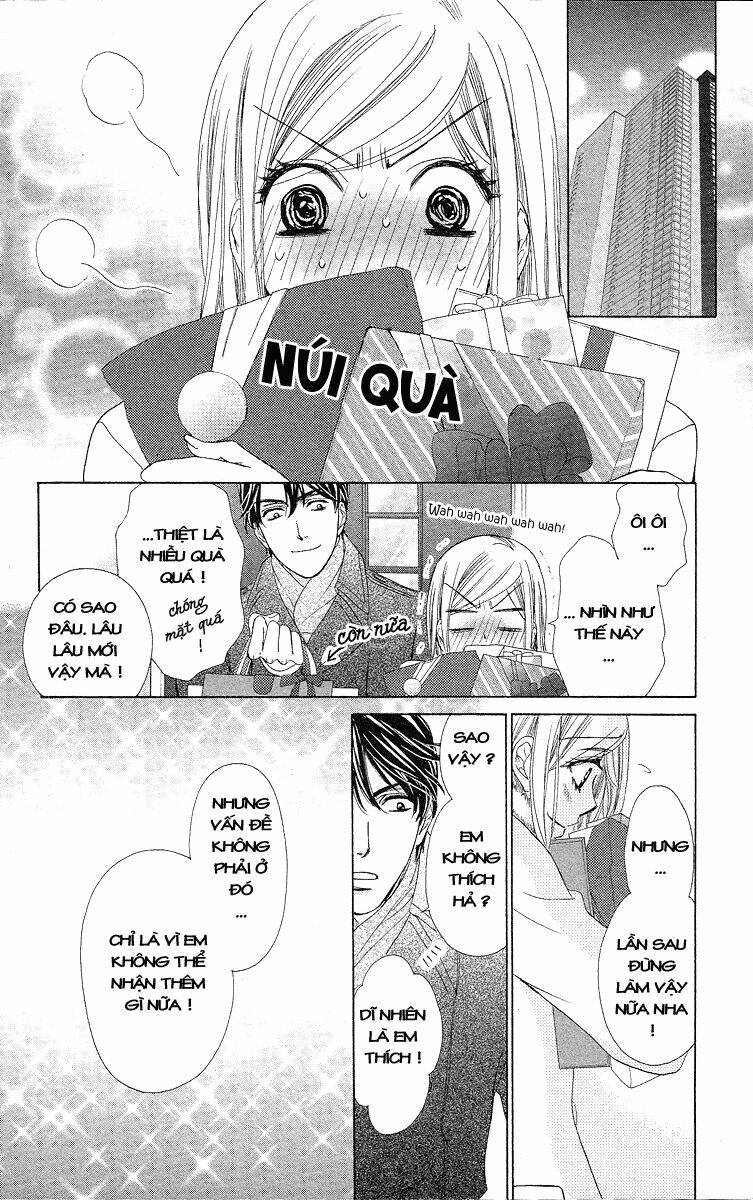 NÚI QUÀ
ÔI ÔI
...
... NHÌN NHƯ
THẾ NÀY
...
Wah wah wah wah wah!
...THIỆT LÀ
NHIỀU QUÀ
QUÁ !
chóng
mặt quá
!
còn nữa
CÓ SAO
ĐÂU. LÂU
LÂU MỚI
VẬY MÀ !
NHƯNG
...
LẦN SAU
ĐỪNG
LÀM VẬY
NỮA NHA
!
SAO
VẬY ?
EM
KHÔNG
THÍCH
HẢ ?
DĨ NHIÊN
LÀ EM
THÍCH !
NHƯNG
VẤN ĐỀ
KHÔNG
PHẢI Ở
ĐÓ
...
CHỈ LÀ VÌ EM
KHÔNG THỂ
NHẬN THÊM
GÌ NỮA !